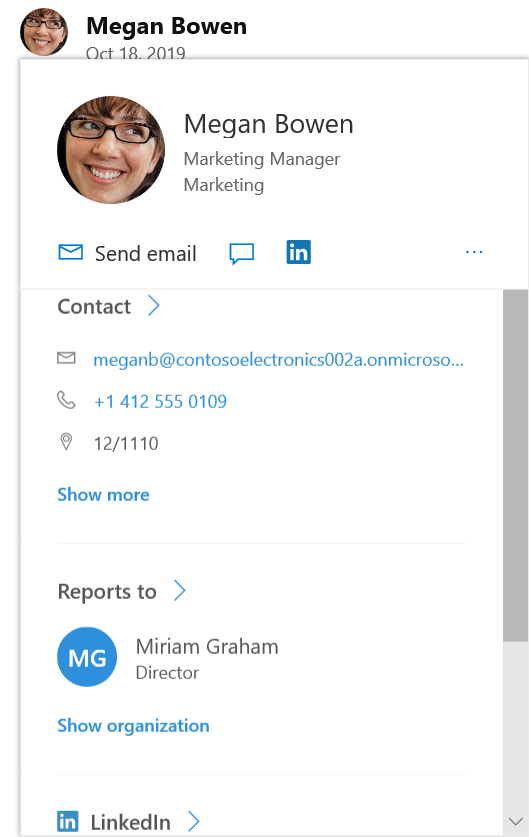 Megan Bowen
Oct 18, 2019
Megan Bowen
Marketing Manager
Marketing
Send email
in
...
Contact
meganb@contosoelectronics002a.onmicroso...
+1 412 555 0109
12/1110
Show more
Reports to
MG
Miriam Graham
Director
Show organization
in LinkedIn